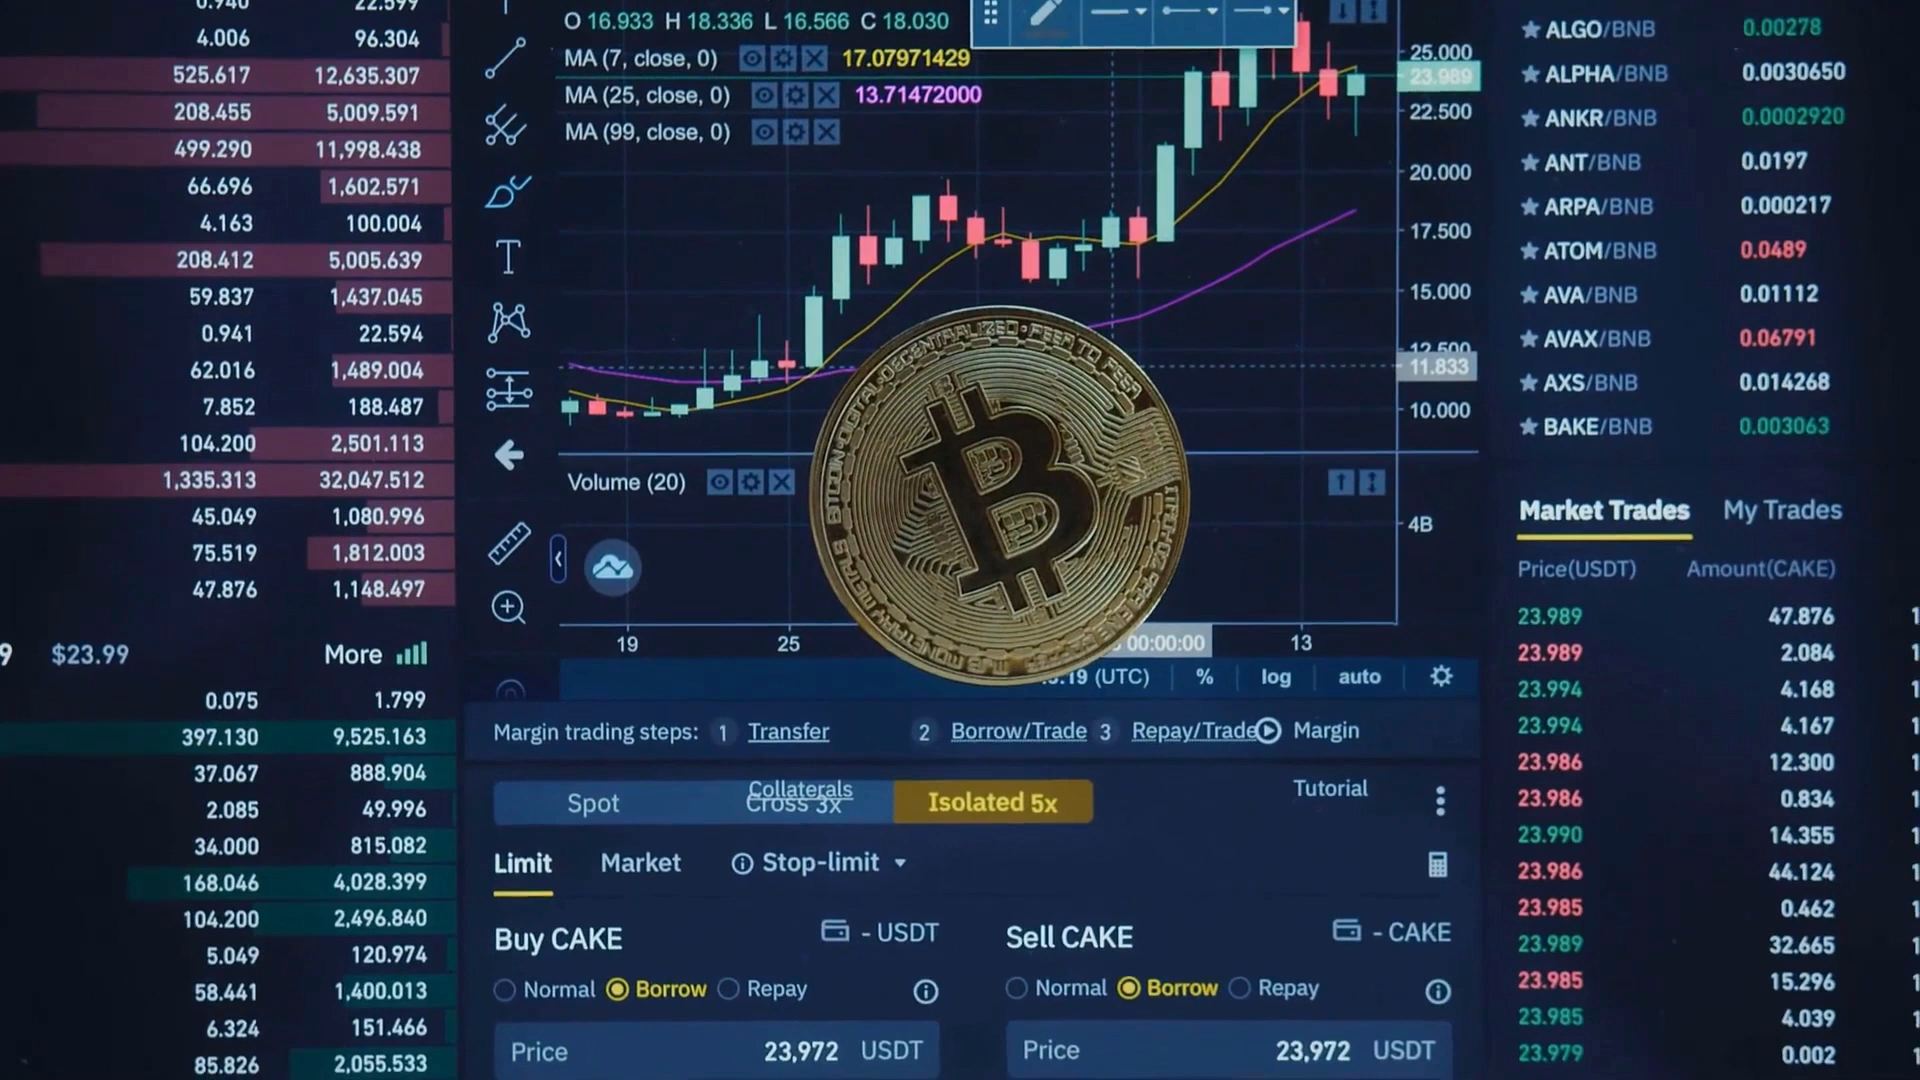 0.940 22.599
4.006 96.304
525.617 12,635.307
208.455 5,009.591
499.290 11,998.438
66.696 1,602.571
4.163 100.004
208.412 5,005.639
59.837 1,437.045
0.941 22.594
62.016 1,489.004
7.852 188.487
104.200 2,501.113
1,335.313 32,047.512
45.049 1,080.996
75.519 1,812.003
47.876 1,148.497
9 $23.99 More
0.075 1.799
397.130 9,525.163
37.067 888.904
2.085 49.996
34.000 815.082
168.046 4,028.399
104.200 2,496.840
5.049 120.974
58.441 1,400.013
6.324 151.466
85.826 2,055.533
O 16.933 H 18.336 L 16.566 C 18.030
MA (7, close, 0) 17.07971429
MA (25, close, 0) 13.71472000
MA (99, close, 0)
25.000
23.989
22.500
20.000
17.500
15.000
12.500
11.833
10.000
Volume (20)
4B
BITCOIN DIGITAL DECENTRALIZED PEER TO PEER
19 25 00:00:00 13
:19 (UTC) % log auto
Margin trading steps: 1 Transfer 2 Borrow/Trade 3 Repay/Trade Margin
Collaterals Tutorial
Spot Cross 3x Isolated 5x
Limit Market Stop-limit
Buy CAKE - USDT Sell CAKE - CAKE
Normal Borrow Repay Normal Borrow Repay
Price 23,972 USDT Price 23,972 USDT
ALGO/BNB 0.00278
ALPHA/BNB 0.0030650
ANKR/BNB 0.0002920
ANT/BNB 0.0197
ARPA/BNB 0.000217
ATOM/BNB 0.0489
AVA/BNB 0.01112
AVAX/BNB 0.06791
AXS/BNB 0.014268
BAKE/BNB 0.003063
Market Trades My Trades
Price(USDT) Amount(CAKE)
23.989 47.876
23.989 2.084
23.994 4.168
23.994 4.167
23.986 12.300
23.986 0.834
23.990 14.355
23.986 44.124
23.985 0.462
23.989 32.665
23.985 15.296
23.985 4.039
23.979 0.002